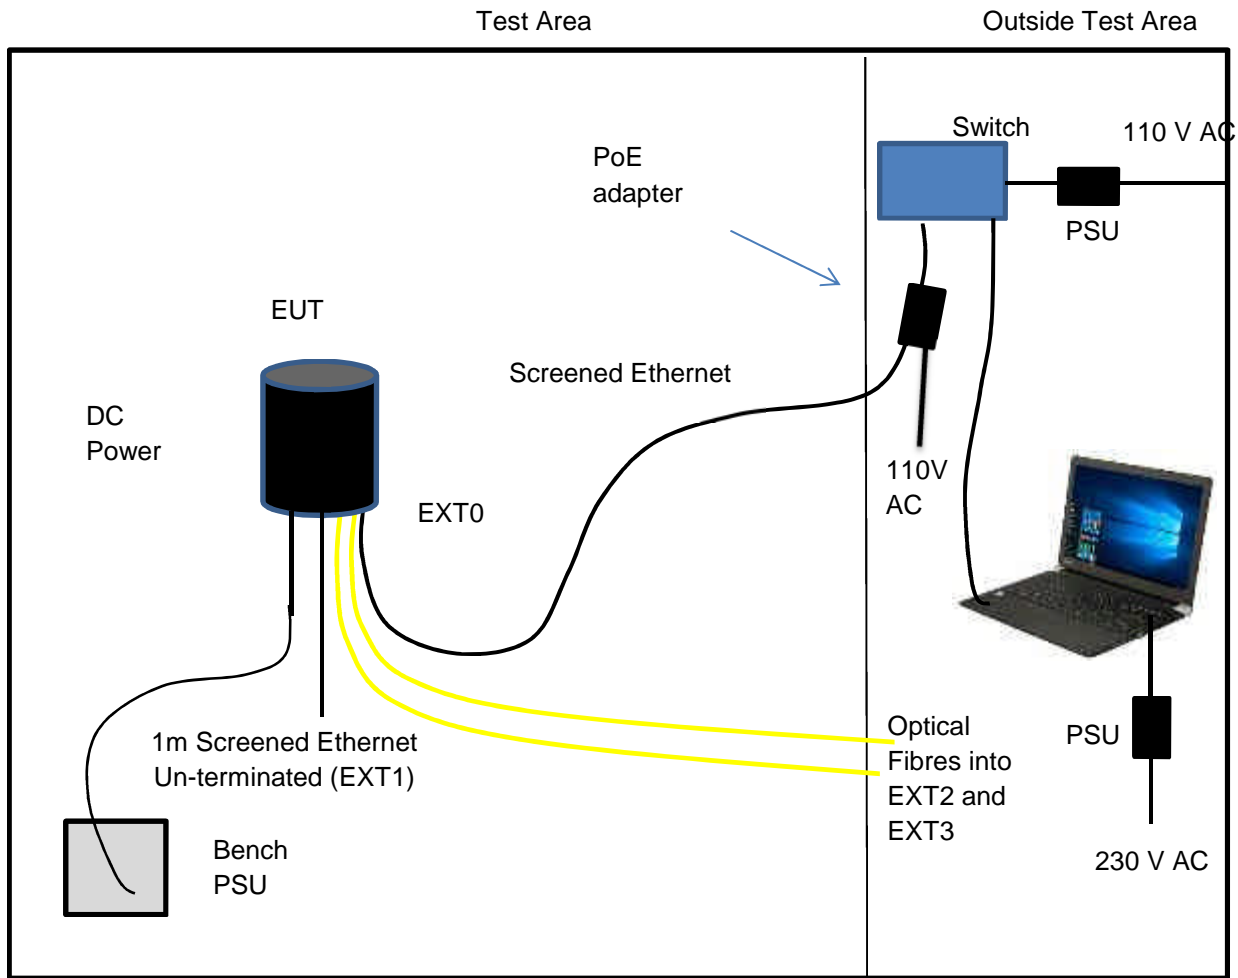 Test Area
Outside Test Area
Switch
110 V AC
PoE
adapter
PSU
EUT
Screened Ethernet
DC
Power
110V
AC
EXT0
Optical
Fibres into
EXT2 and
EXT3
PSU
1m Screened Ethernet
Un-terminated (EXT1)
Bench
PSU
230 V AC